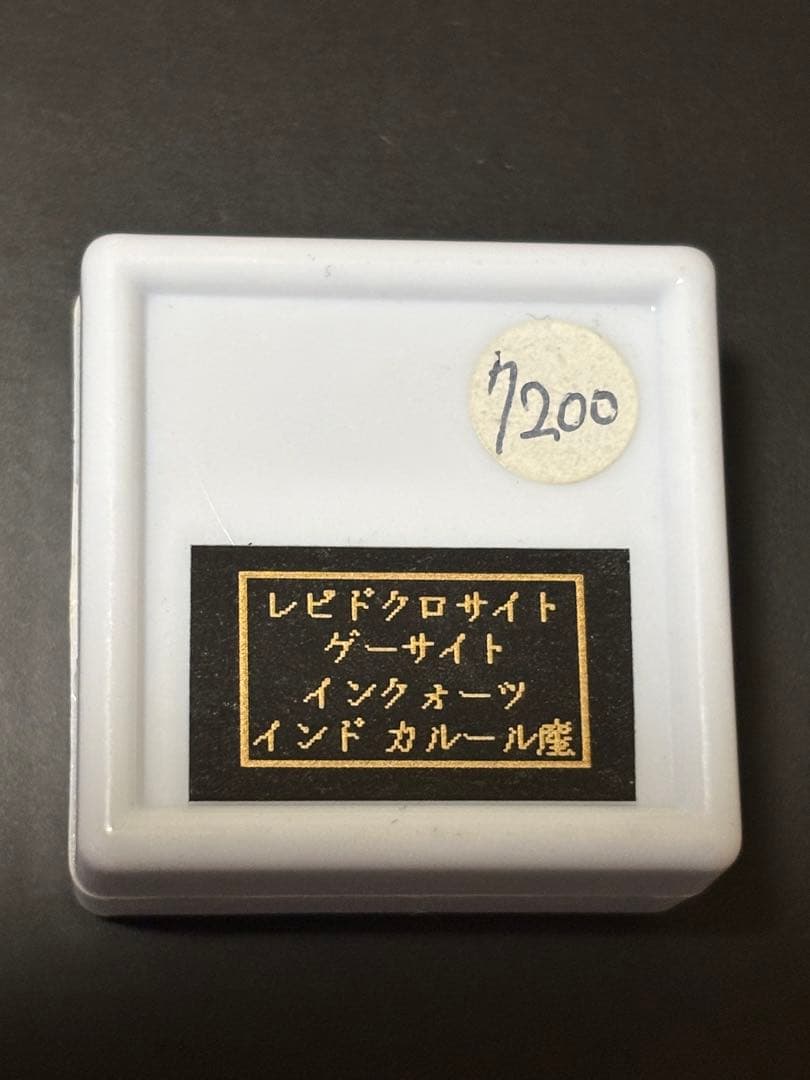 7200
レピドクロサイト
ゲーサイト
インクォーツ
インド カルール産